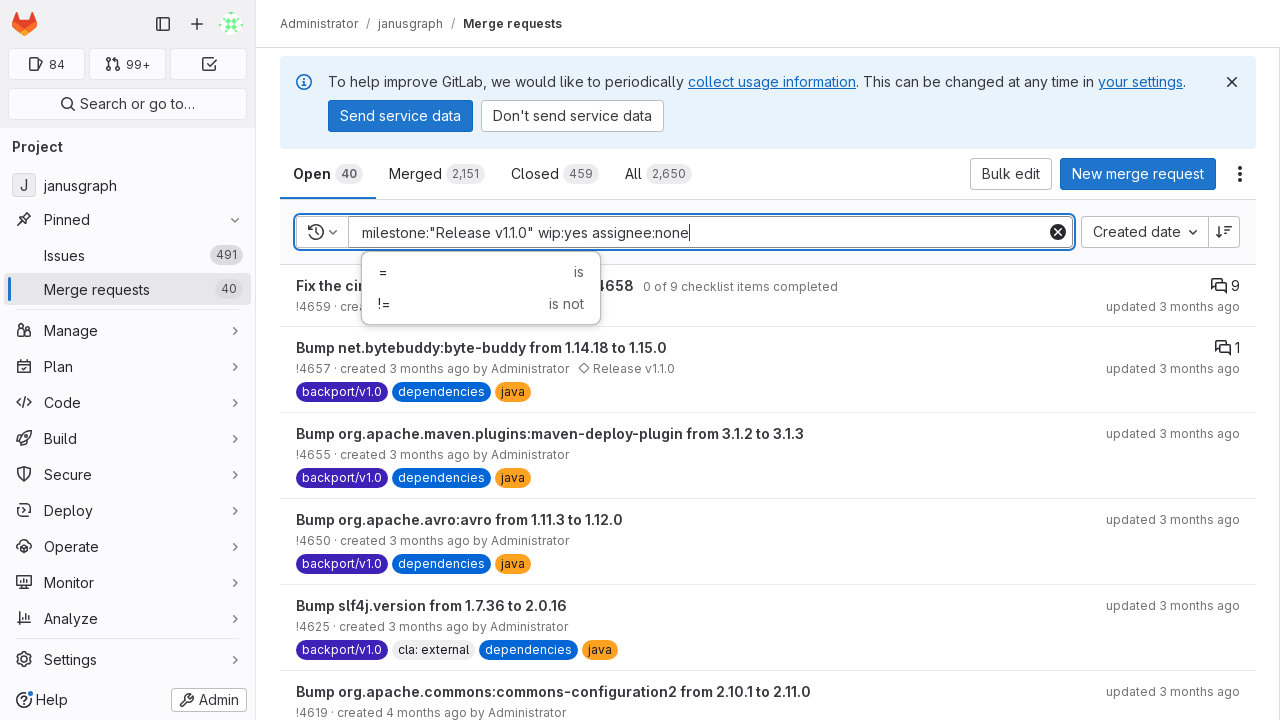 84
99+
Search or go to…
Project
J janusgraph
Pinned
Issues 491
Merge requests 40
Manage
Plan
Code
Build
Secure
Deploy
Operate
Monitor
Analyze
Settings
Help
Admin
Administrator / janusgraph / Merge requests
To help improve GitLab, we would like to periodically collect usage information. This can be changed at any time in your settings.
Send service data Don't send service data
Open 40 Merged 2,151 Closed 459 All 2,650 Bulk edit New merge request
milestone:"Release v1.1.0" wip:yes assignee:none Created date
= is
!= is not
4658 0 of 9 checklist items completed 9
!4659 updated 3 months ago
Bump net.bytebuddy:byte-buddy from 1.14.18 to 1.15.0 1
!4657 · created 3 months ago by Administrator Release v1.1.0 updated 3 months ago
backport/v1.0 dependencies java
Bump org.apache.maven.plugins:maven-deploy-plugin from 3.1.2 to 3.1.3 updated 3 months ago
!4655 · created 3 months ago by Administrator
backport/v1.0 dependencies java
Bump org.apache.avro:avro from 1.11.3 to 1.12.0 updated 3 months ago
!4650 · created 3 months ago by Administrator
backport/v1.0 dependencies java
Bump slf4j.version from 1.7.36 to 2.0.16 updated 3 months ago
!4625 · created 3 months ago by Administrator
backport/v1.0 cla: external dependencies java
Bump org.apache.commons:commons-configuration2 from 2.10.1 to 2.11.0 updated 3 months ago
!4619 · created 4 months ago by Administrator